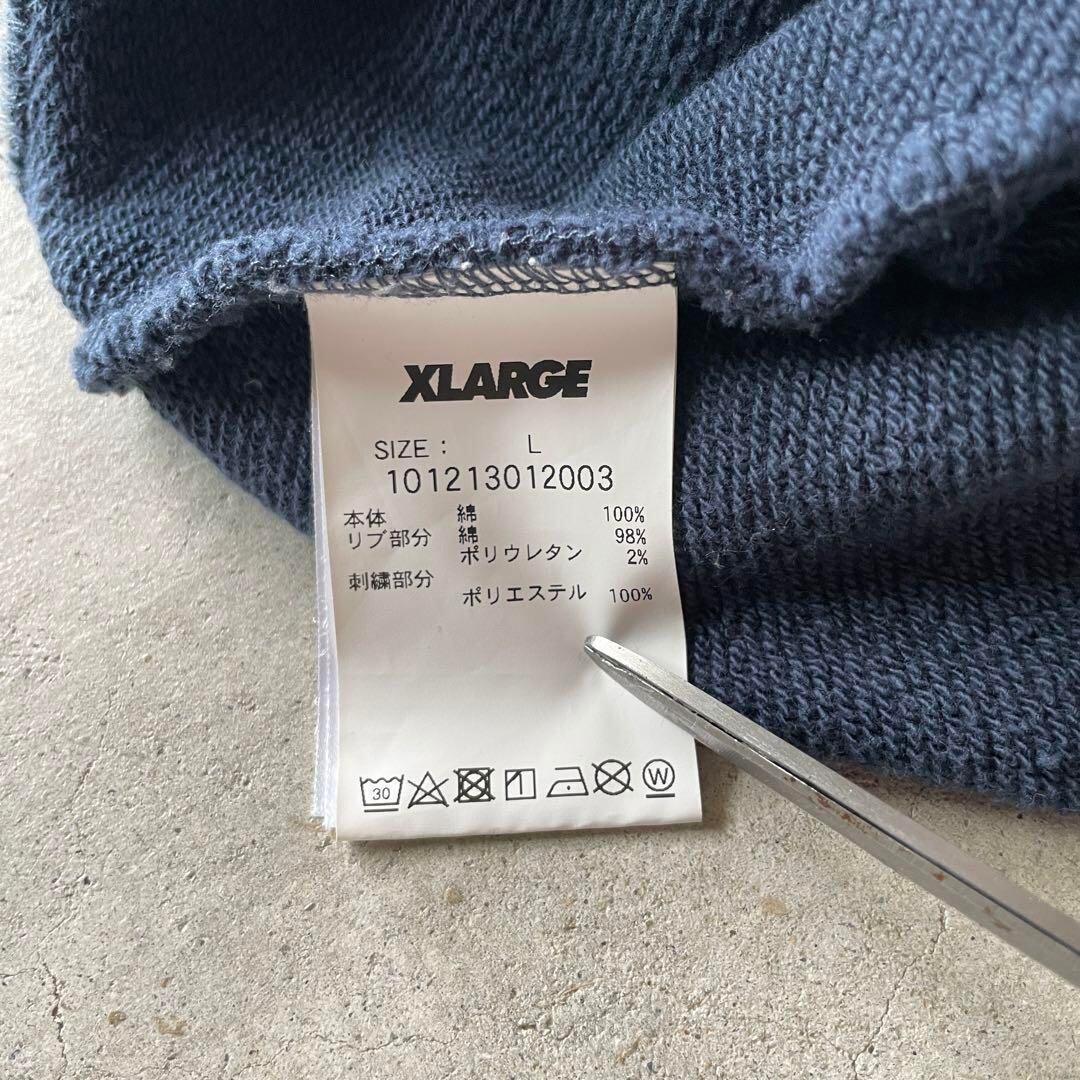 XLARGE
SIZE : L
101213012003
本体 綿 100%
リブ部分 綿 98%
ポリウレタン 2%
刺繍部分
ポリエステル 100%
30 W